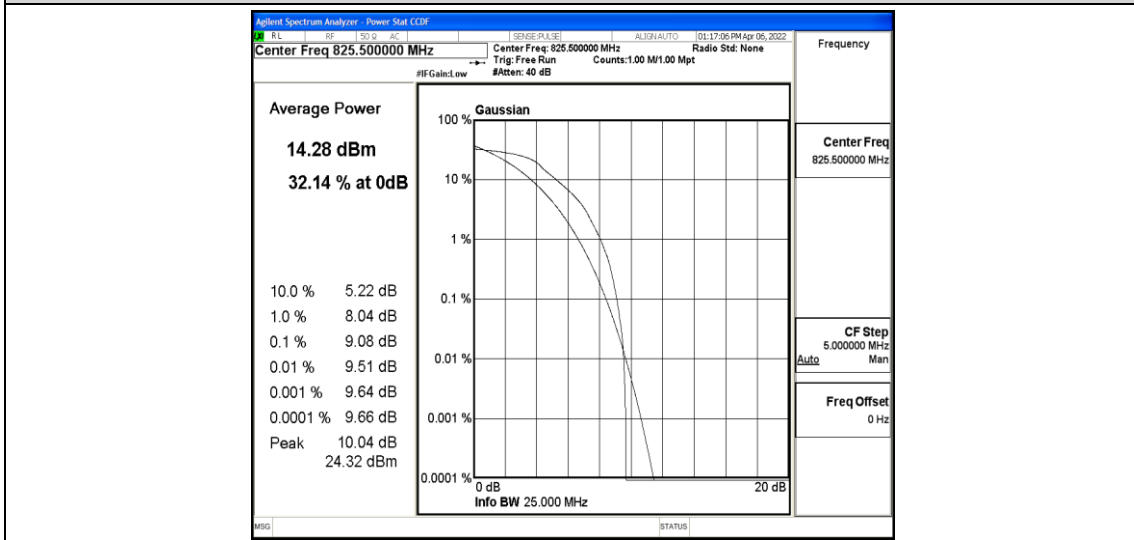 Agilent Spectrum Analyzer - Power Stat CCDF
LXI RL RF 50 Ω AC SENSE:PULSE ALIGN AUTO 01:17:06 PM Apr 06, 2022
Center Freq 825.500000 MHz
Center Freq: 825.500000 MHz Radio Std: None
Trig: Free Run Counts:1.00 M/1.00 Mpt
#IFGain:Low #Atten: 40 dB
Frequency
Average Power
14.28 dBm
32.14 % at 0dB
10.0 % 5.22 dB
1.0 % 8.04 dB
0.1 % 9.08 dB
0.01 % 9.51 dB
0.001 % 9.64 dB
0.0001 % 9.66 dB
Peak 10.04 dB
24.32 dBm
Gaussian
100 %
10 %
1 %
0.1 %
0.01 %
0.001 %
0.0001 %
0 dB 20 dB
Info BW 25.000 MHz
Center Freq
825.500000 MHz
CF Step
5.000000 MHz
Auto Man
Freq Offset
0 Hz
MSG STATUS